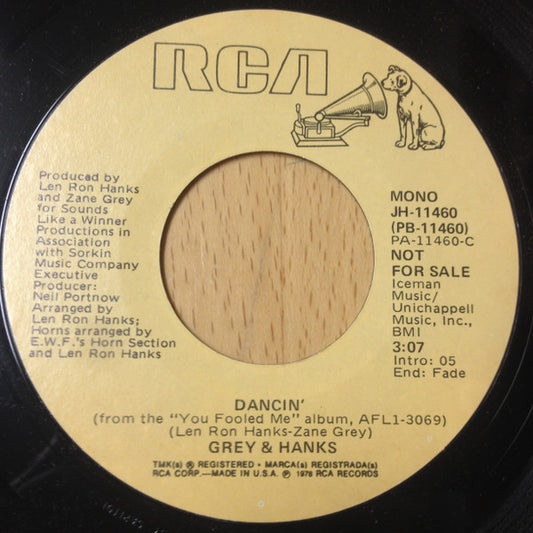 RCA
Produced by
Len Ron Hanks
and Zane Grey
for Sounds
Like a Winner
Productions in
Association
with Sorkin
Music Company
Executive
Producer:
Neil Portnow
Arranged by
Len Ron Hanks;
Horns arranged by
E.W.F.'s Horn Section
and Len Ron Hanks
MONO
JH-11460
(PB-11460)
PA-11460-C
NOT
FOR SALE
Iceman
Music/
Unichappell
Music, Inc.,
BMI
3:07
Intro: 05
End: Fade
DANCIN'
(from the "You Fooled Me" album, AFL1-3069)
(Len Ron Hanks-Zane Grey)
GREY & HANKS
TMK(s) ® REGISTERED • MARCA(s) REGISTRADA(s)
RCA CORP.—MADE IN U.S.A. ℗ 1978 RCA RECORDS